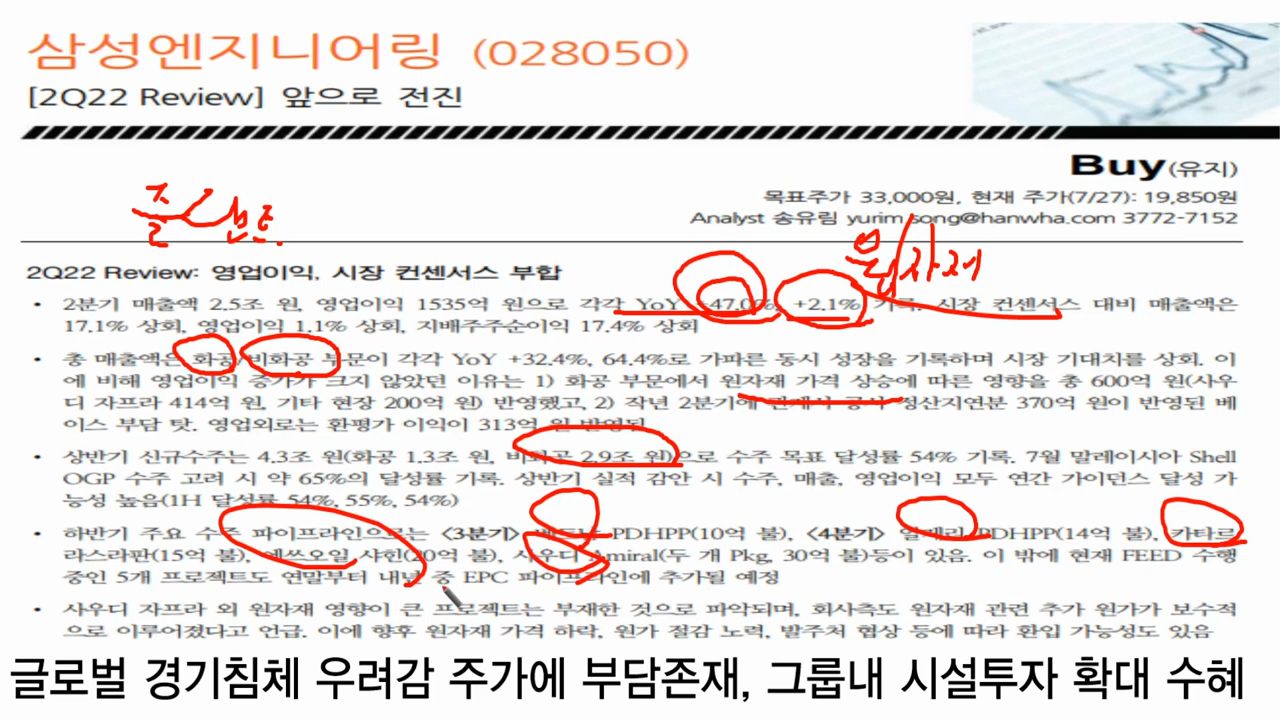 삼성엔지니어링 (028050)
[2Q22 Review] 앞으로 전진
Buy(유지)
목표주가 33,000원, 현재 주가(7/27): 19,850원
Analyst 송유림 yurim.song@hanwha.com 3772-7152
2Q22 Review: 영업이익, 시장 컨센서스 부합
• 2분기 매출액 2.5조 원, 영업이익 1535억 원으로 각각 YoY +47.0%, +2.1% 기록. 시장 컨센서스 대비 매출액은
17.1% 상회, 영업이익 1.1% 상회, 지배주주순이익 17.4% 상회
• 총 매출액은 화공/비화공 부문이 각각 YoY +32.4%, 64.4%로 가파른 동시 성장을 기록하며 시장 기대치를 상회. 이
에 비해 영업이익 증가가 크지 않았던 이유는 1) 화공 부문에서 원자재 가격 상승에 따른 영향을 총 600억 원(사우
디 자프라 414억 원, 기타 현장 200억 원) 반영했고, 2) 작년 2분기에 관계사 공사 정산지연분 370억 원이 반영된 베
이스 부담 탓. 영업외로는 환평가 이익이 313억 원 반영됨
• 상반기 신규수주는 4.3조 원(화공 1.3조 원, 비화공 2.9조 원)으로 수주 목표 달성률 54% 기록. 7월 말레이시아 Shell
OGP 수주 고려 시 약 65%의 달성률 기록. 상반기 실적 감안 시 수주, 매출, 영업이익 모두 연간 가이던스 달성 가
능성 높음(1H 달성률 54%, 55%, 54%)
• 하반기 주요 수주 파이프라인으로는 <3분기> 베트남 PDHPP(10억 불), <4분기> 알제리 PDHPP(14억 불), 카타르
라스라판(15억 불), 에쓰오일 샤힌(20억 불), 사우디 Amiral(두 개 Pkg, 30억 불)등이 있음. 이 밖에 현재 FEED 수행
중인 5개 프로젝트도 연말부터 내년 중 EPC 파이프라인에 추가될 예정
• 사우디 자프라 외 원자재 영향이 큰 프로젝트는 부재한 것으로 파악되며, 회사측도 원자재 관련 추가 원가가 보수적
으로 이루어졌다고 언급. 이에 향후 원자재 가격 하락, 원가 절감 노력, 발주처 협상 등에 따라 환입 가능성도 있음
글로벌 경기침체 우려감 주가에 부담존재, 그룹내 시설투자 확대 수혜